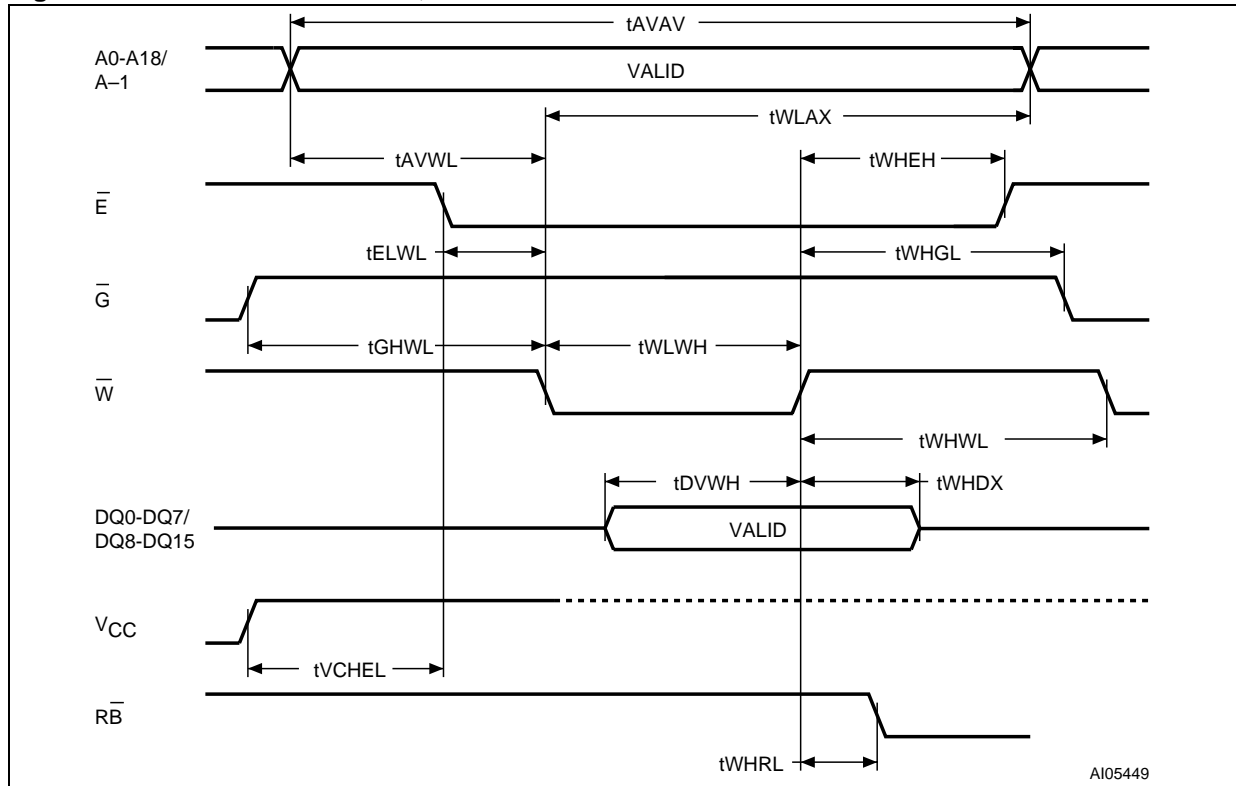 tAVAV
A0-A18/
A–1
VALID
tWLAX
tAVWL
tWHEH
E̅
tELWL
tWHGL
G̅
tGHWL
tWLWH
W̅
tWHWL
tDVWH
tWHDX
DQ0-DQ7/
DQ8-DQ15
VALID
VCC
tVCHEL
RB̅
tWHRL
AI05449